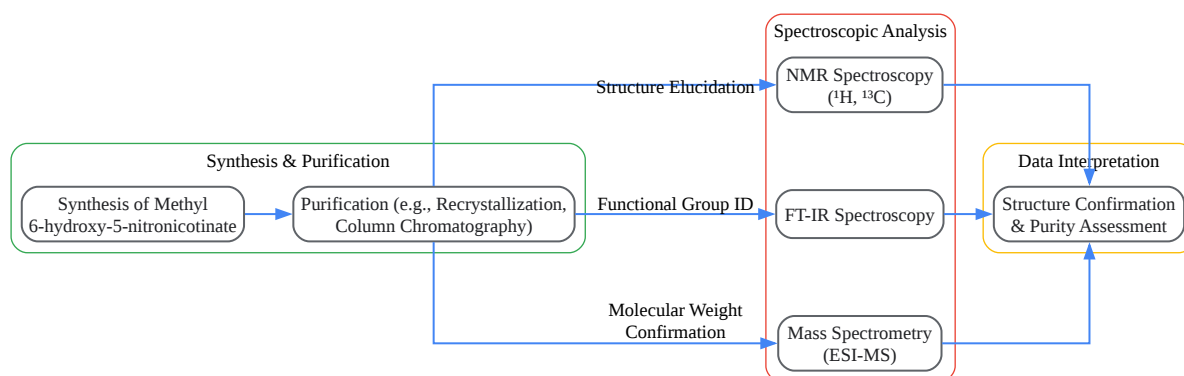 Spectroscopic Analysis
NMR Spectroscopy
(¹H, ¹³C)
Structure Elucidation
Synthesis & Purification
Data Interpretation
Synthesis of Methyl
6-hydroxy-5-nitronicotinate
Purification (e.g., Recrystallization,
Column Chromatography)
Functional Group ID
FT-IR Spectroscopy
Structure Confirmation
& Purity Assessment
Molecular Weight
Confirmation
Mass Spectrometry
(ESI-MS)